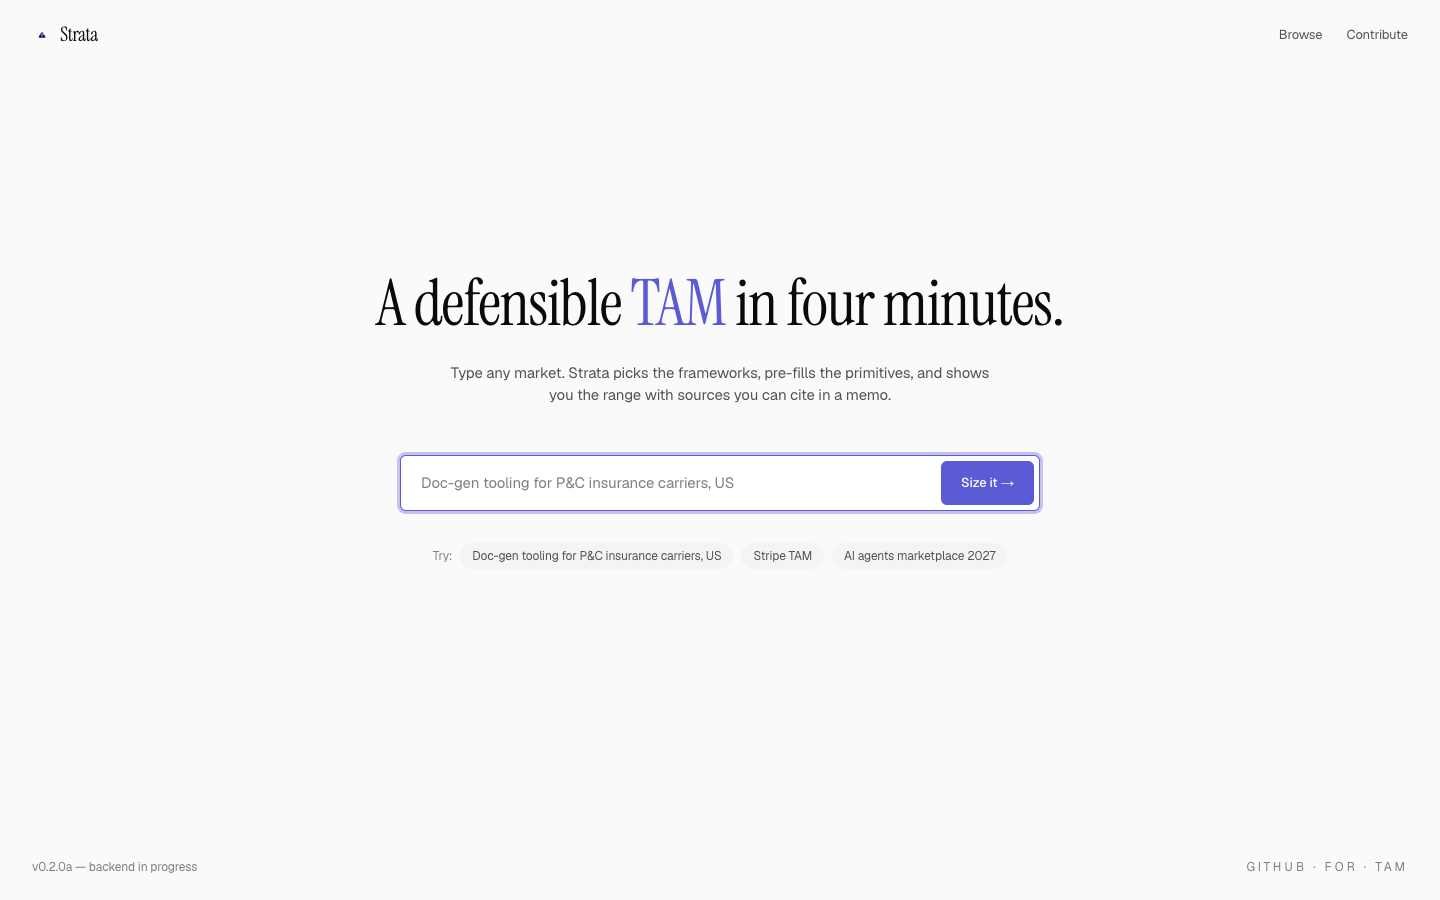 Strata
Browse
Contribute
A defensible TAM in four minutes.
Type any market. Strata picks the frameworks, pre-fills the primitives, and shows
you the range with sources you can cite in a memo.
Doc-gen tooling for P&C insurance carriers, US
Size it →
Try:
Doc-gen tooling for P&C insurance carriers, US
Stripe TAM
AI agents marketplace 2027
v0.2.0a — backend in progress
GITHUB · FOR · TAM